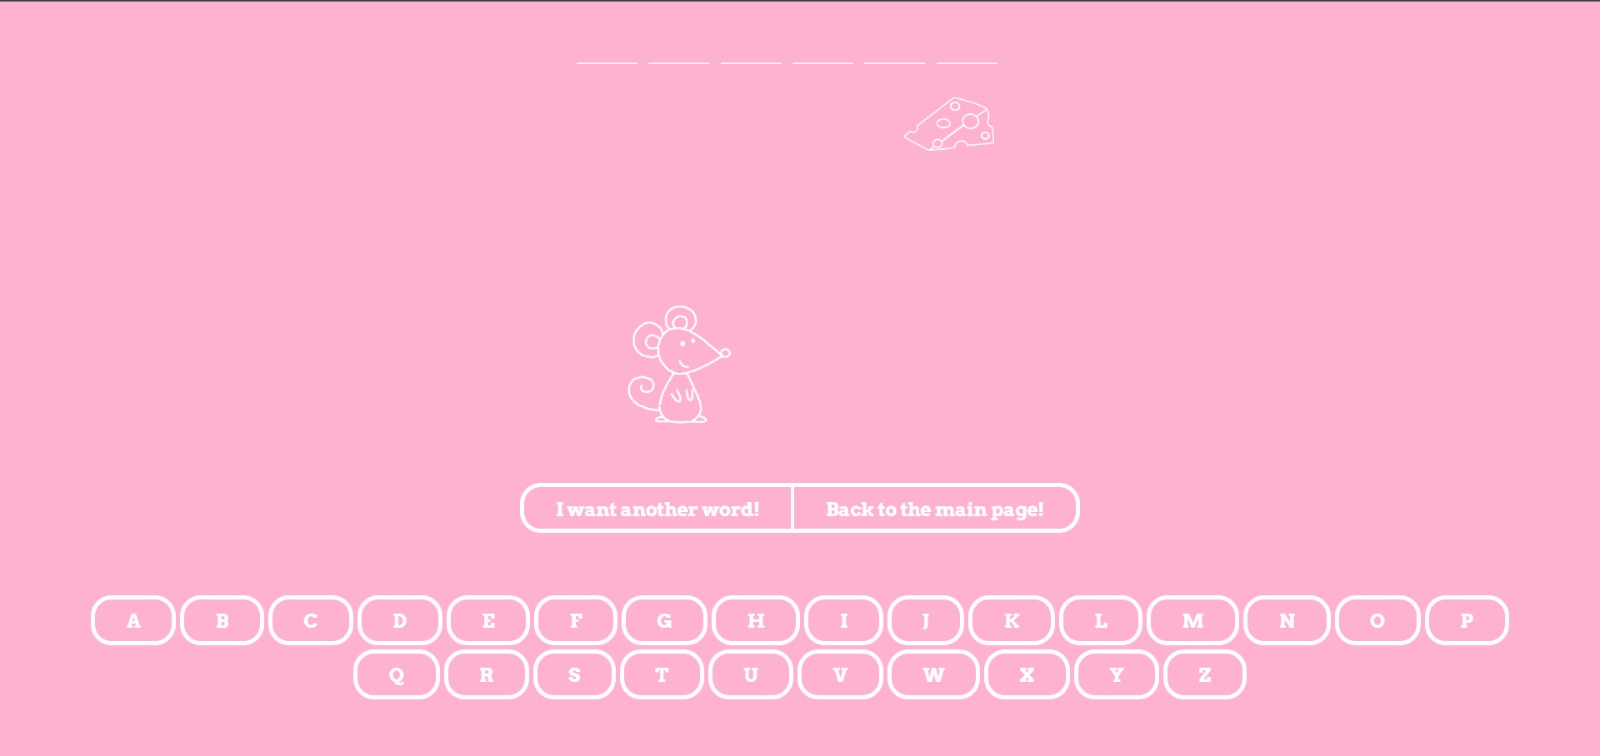 I want another word! Back to the main page!
A B C D E F G H I J K L M N O P
Q R S T U V W X Y Z